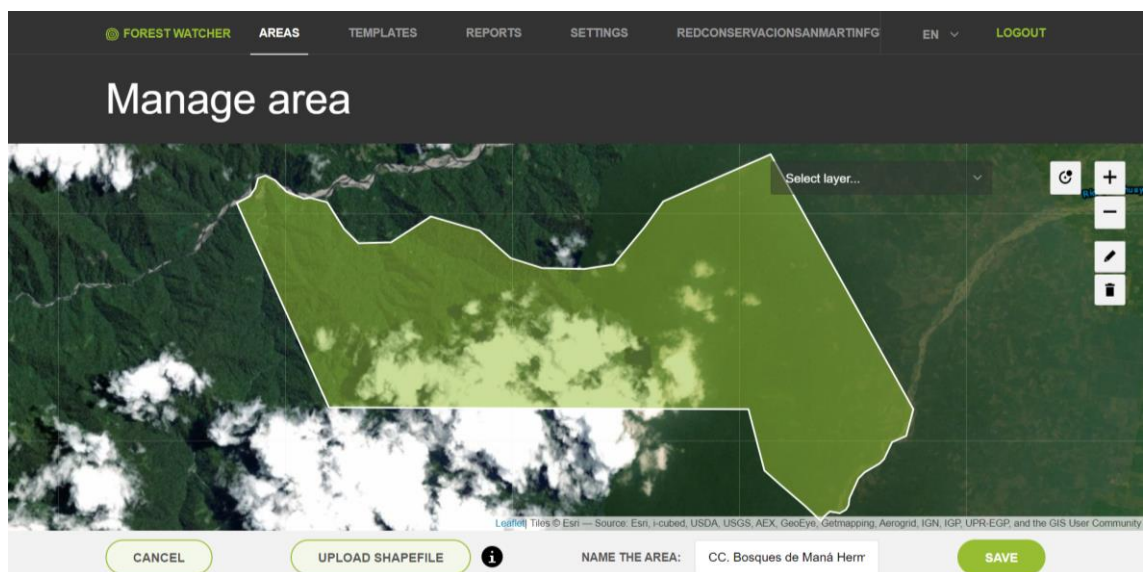 FOREST WATCHER AREAS TEMPLATES REPORTS SETTINGS REDCONSERVACIONSANMARTINFG EN LOGOUT
Manage area
Select layer...
+
−
Leaflet | Tiles © Esri — Source: Esri, i-cubed, USDA, USGS, AEX, GeoEye, Getmapping, Aerogrid, IGN, IGP, UPR-EGP, and the GIS User Community
CANCEL UPLOAD SHAPEFILE i NAME THE AREA: CC. Bosques de Maná Herm SAVE